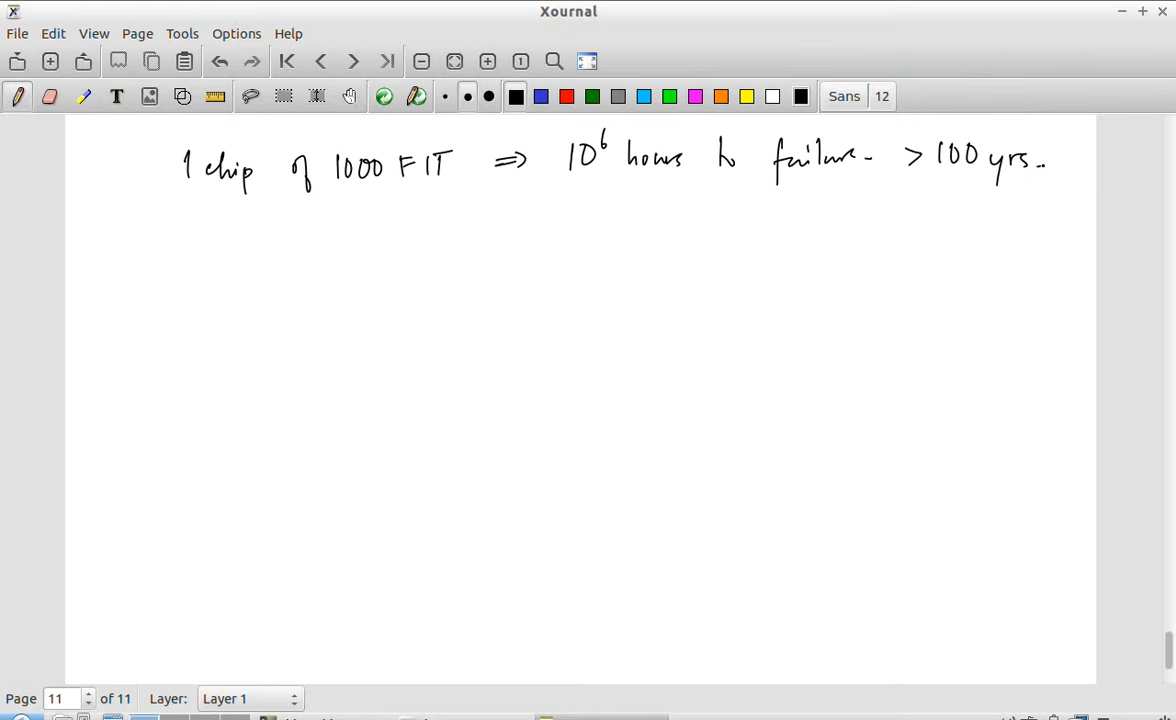 Xournal
File Edit View Page Tools Options Help
Sans 12
1 chip of 1000 FIT ⇒ 10⁶ hours to failure. > 100 yrs..
Page 11 of 11 Layer: Layer 1